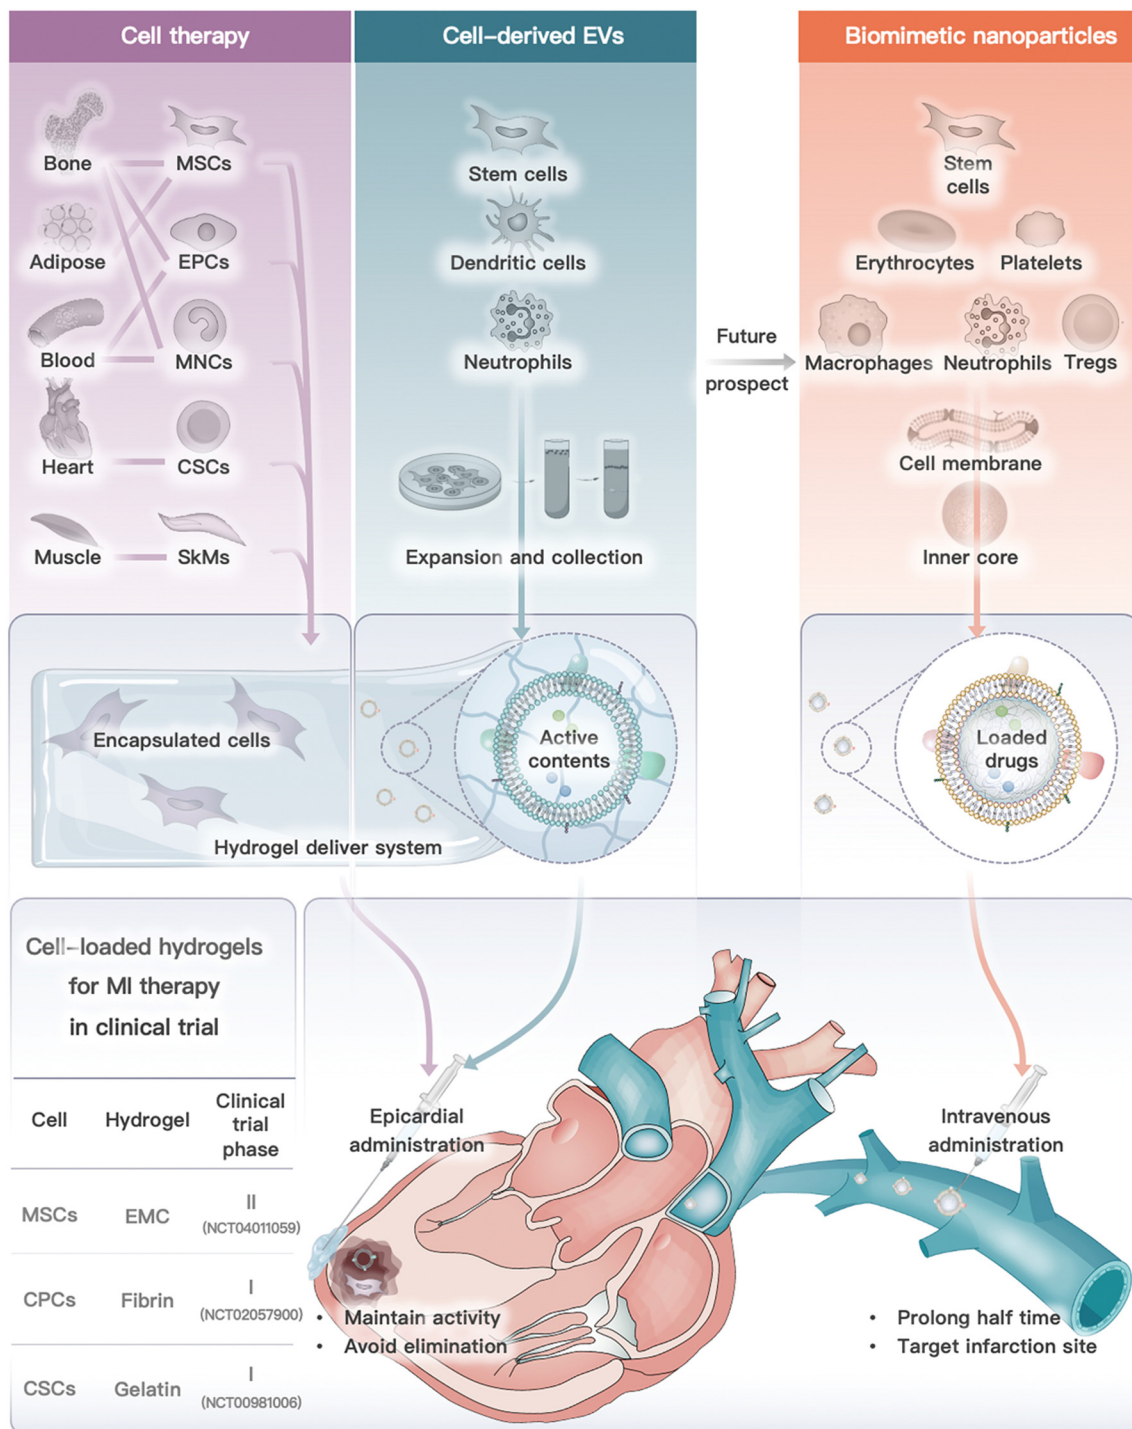 Cell therapy
Cell-derived EVs
Biomimetic nanoparticles
Bone
MSCs
Adipose
EPCs
Blood
MNCs
Heart
CSCs
Muscle
SkMs
Stem cells
Dendritic cells
Neutrophils
Expansion and collection
Future
prospect
Stem
cells
Erythrocytes
Platelets
Macrophages
Neutrophils
Tregs
Cell membrane
Inner core
Encapsulated cells
Hydrogel deliver system
Active
contents
Loaded
drugs
Cell-loaded hydrogels
for MI therapy
in clinical trial
Cell
Hydrogel
Clinical
trial
phase
MSCs
EMC
II
(NCT04011059)
CPCs
Fibrin
I
(NCT02057900)
CSCs
Gelatin
I
(NCT00981006)
Epicardial
administration
• Maintain activity
• Avoid elimination
Intravenous
administration
• Prolong half time
• Target infarction site